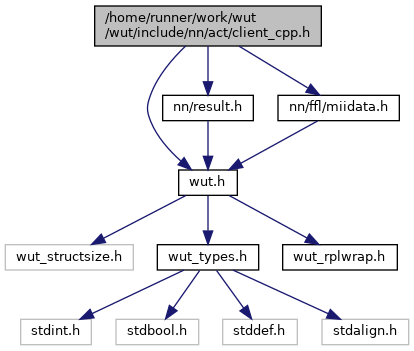 /home/runner/work/wut
/wut/include/nn/act/client_cpp.h
nn/result.h
nn/ffl/miidata.h
wut.h
wut_structsize.h
wut_types.h
wut_rplwrap.h
stdint.h
stdbool.h
stddef.h
stdalign.h